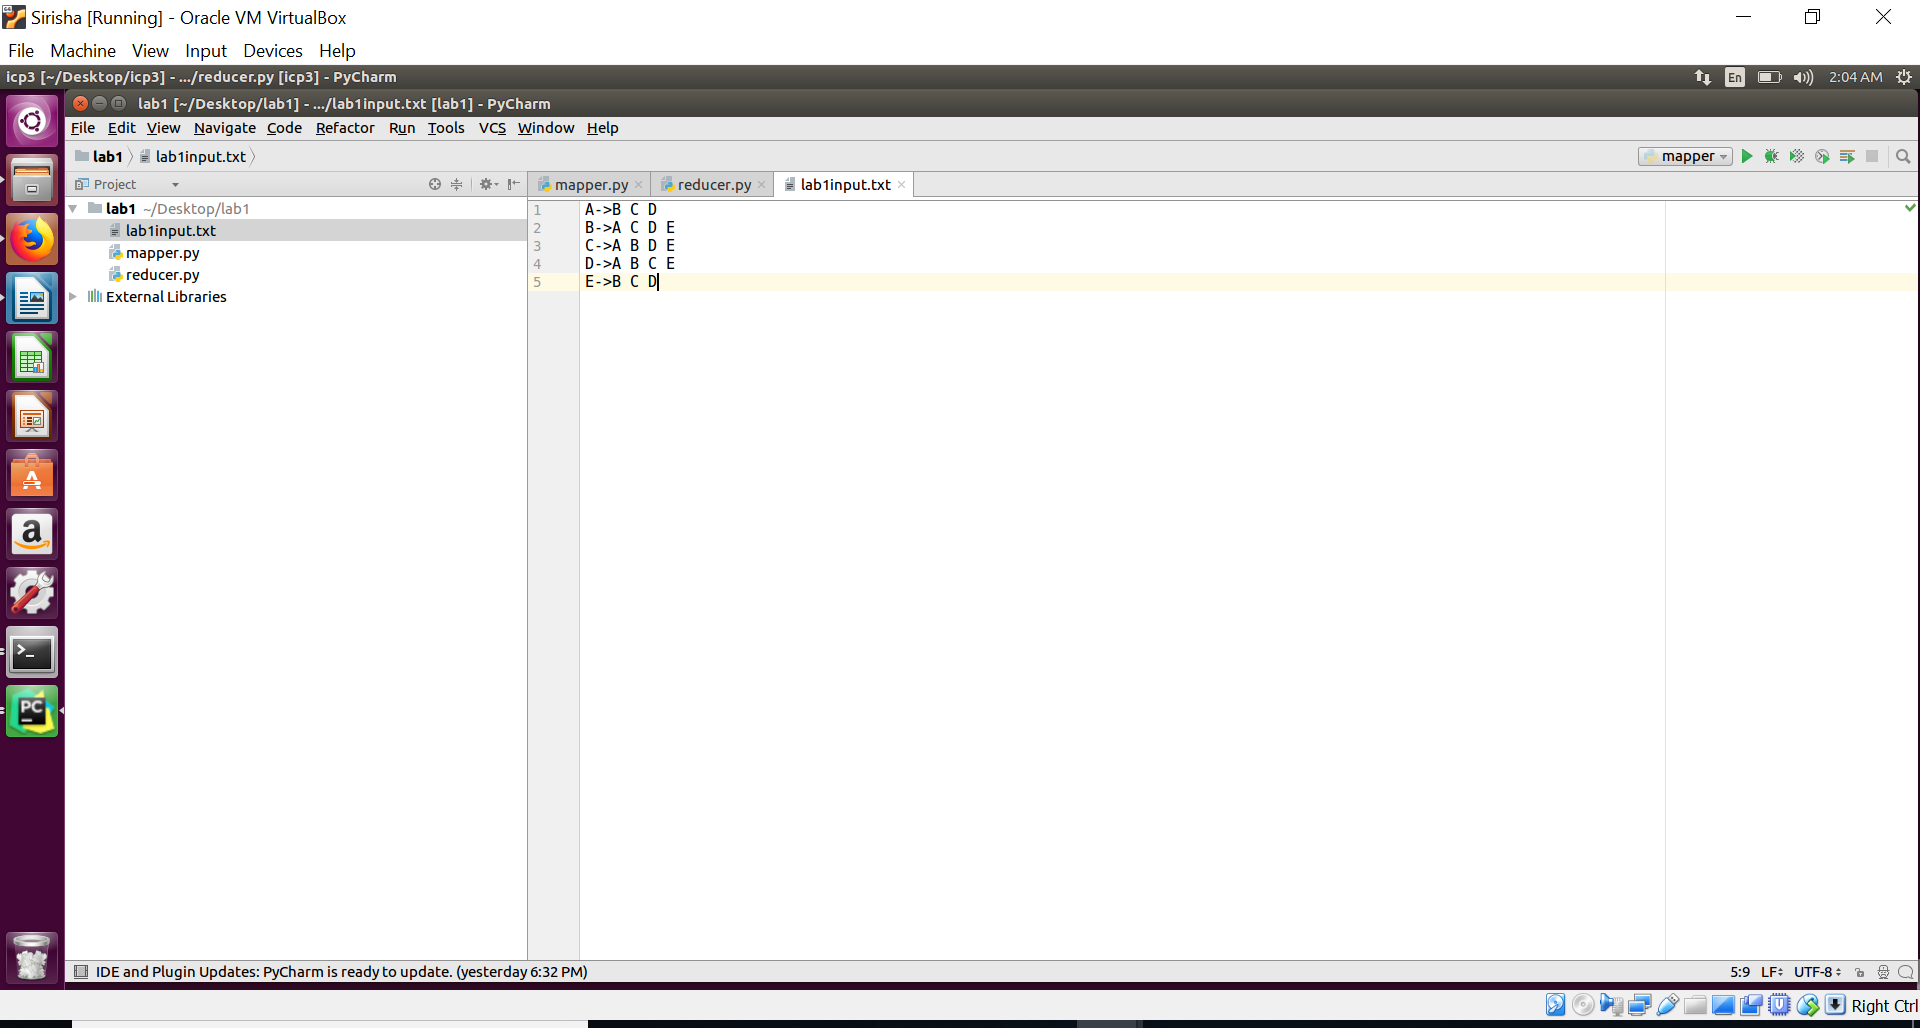 Sirisha [Running] - Oracle VM VirtualBox
File Machine View Input Devices Help
icp3 [~/Desktop/icp3] - .../reducer.py [icp3] - PyCharm
En 2:04 AM
lab1 [~/Desktop/lab1] - .../lab1input.txt [lab1] - PyCharm
File Edit View Navigate Code Refactor Run Tools VCS Window Help
lab1 lab1input.txt mapper
Project mapper.py reducer.py lab1input.txt
lab1 ~/Desktop/lab1
lab1input.txt
mapper.py
reducer.py
External Libraries
1 A->B C D
2 B->A C D E
3 C->A B D E
4 D->A B C E
5 E->B C D
A
a
>_
PC
IDE and Plugin Updates: PyCharm is ready to update. (yesterday 6:32 PM) 5:9 LF UTF-8
Right Ctrl